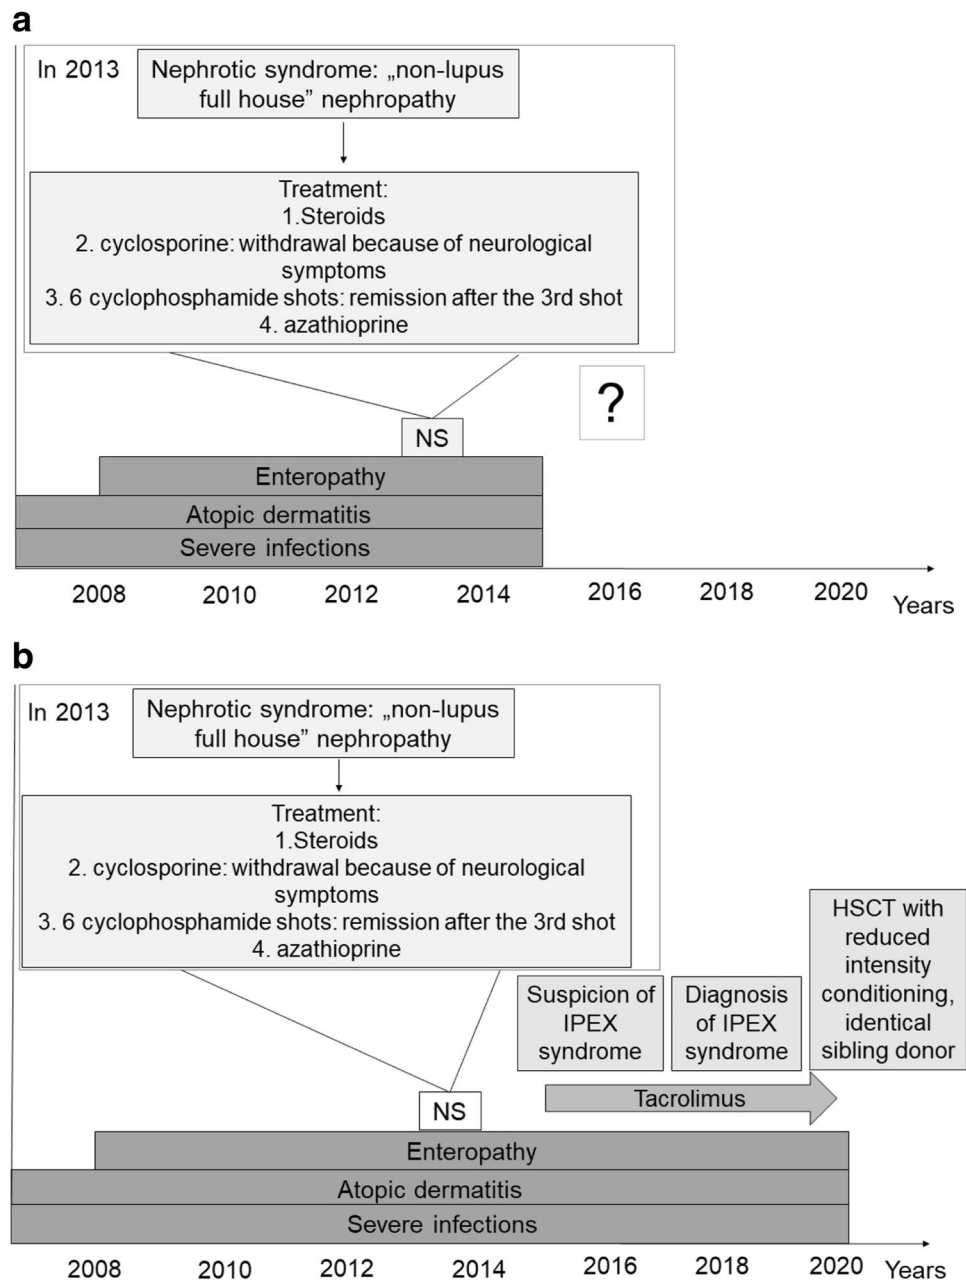 a
In 2013
Nephrotic syndrome: „non-lupus
full house” nephropathy
Treatment:
1.Steroids
2. cyclosporine: withdrawal because of neurological
symptoms
3. 6 cyclophosphamide shots: remission after the 3rd shot
4. azathioprine
?
NS
Enteropathy
Atopic dermatitis
Severe infections
2008 2010 2012 2014 2016 2018 2020 Years
b
In 2013
Nephrotic syndrome: „non-lupus
full house” nephropathy
Treatment:
1.Steroids
2. cyclosporine: withdrawal because of neurological
symptoms
3. 6 cyclophosphamide shots: remission after the 3rd shot
4. azathioprine
Suspicion of
IPEX
syndrome
Diagnosis
of IPEX
syndrome
HSCT with
reduced
intensity
conditioning,
identical
sibling donor
Tacrolimus
NS
Enteropathy
Atopic dermatitis
Severe infections
2008 2010 2012 2014 2016 2018 2020 Years